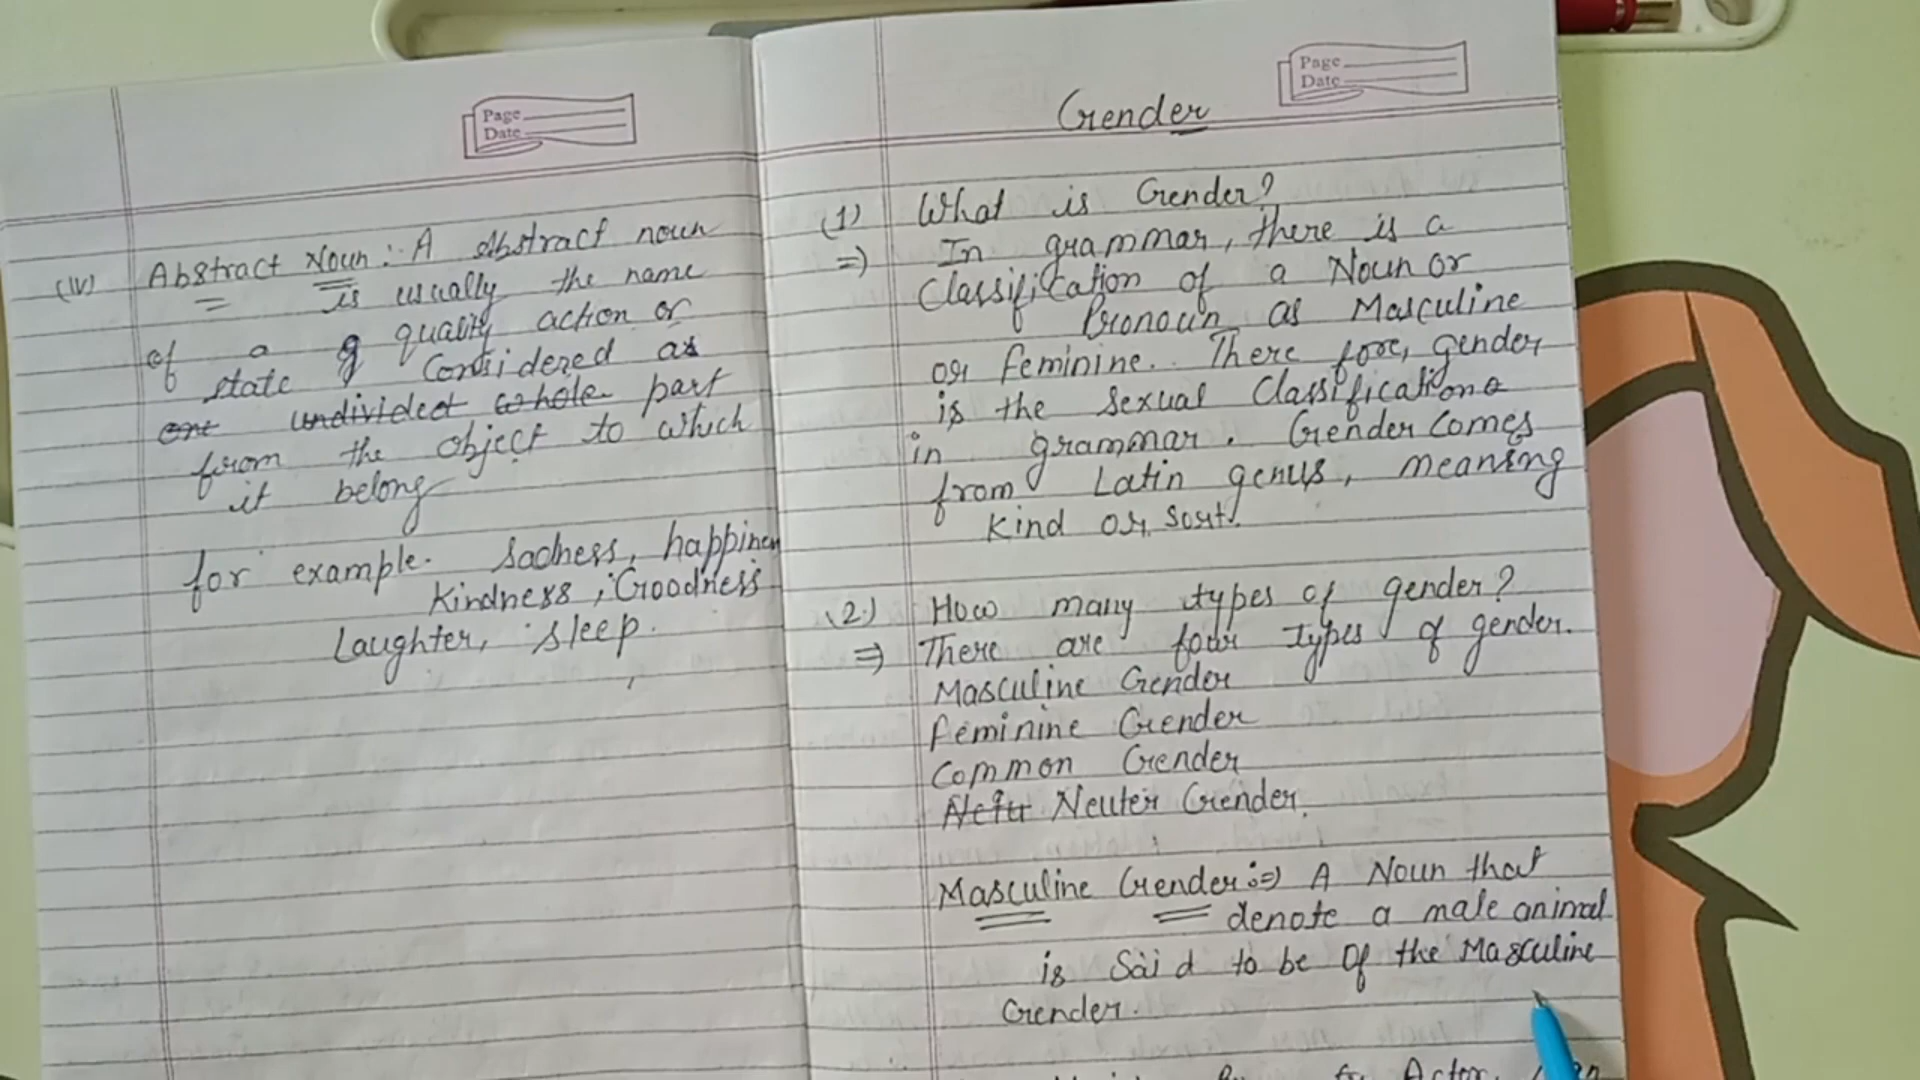 Page
Date
(IV) Abstract Noun :- A abstract noun
is usually the name
of a quality action or
state considered as
one undivided whole part
from the object to which
it belong
for example. Sadness, happiness
Kindness, Goodness
Laughter, sleep.
Page
Date
Gender
(1) What is Gender?
=) In grammar, there is a
Classification of a Noun or
Pronoun as Masculine
or feminine. There fore, gender
is the sexual Classification
in grammar. Gender comes
from Latin genus, meaning
Kind or sort.
(2) How many types of gender?
=) There are four types of gender.
Masculine Gender
Feminine Gender
Common Gender
Neuter Gender.
Masculine Gender :=) A Noun that
denote a male animal
is Said to be Of the Masculine
Gender.
Actor,